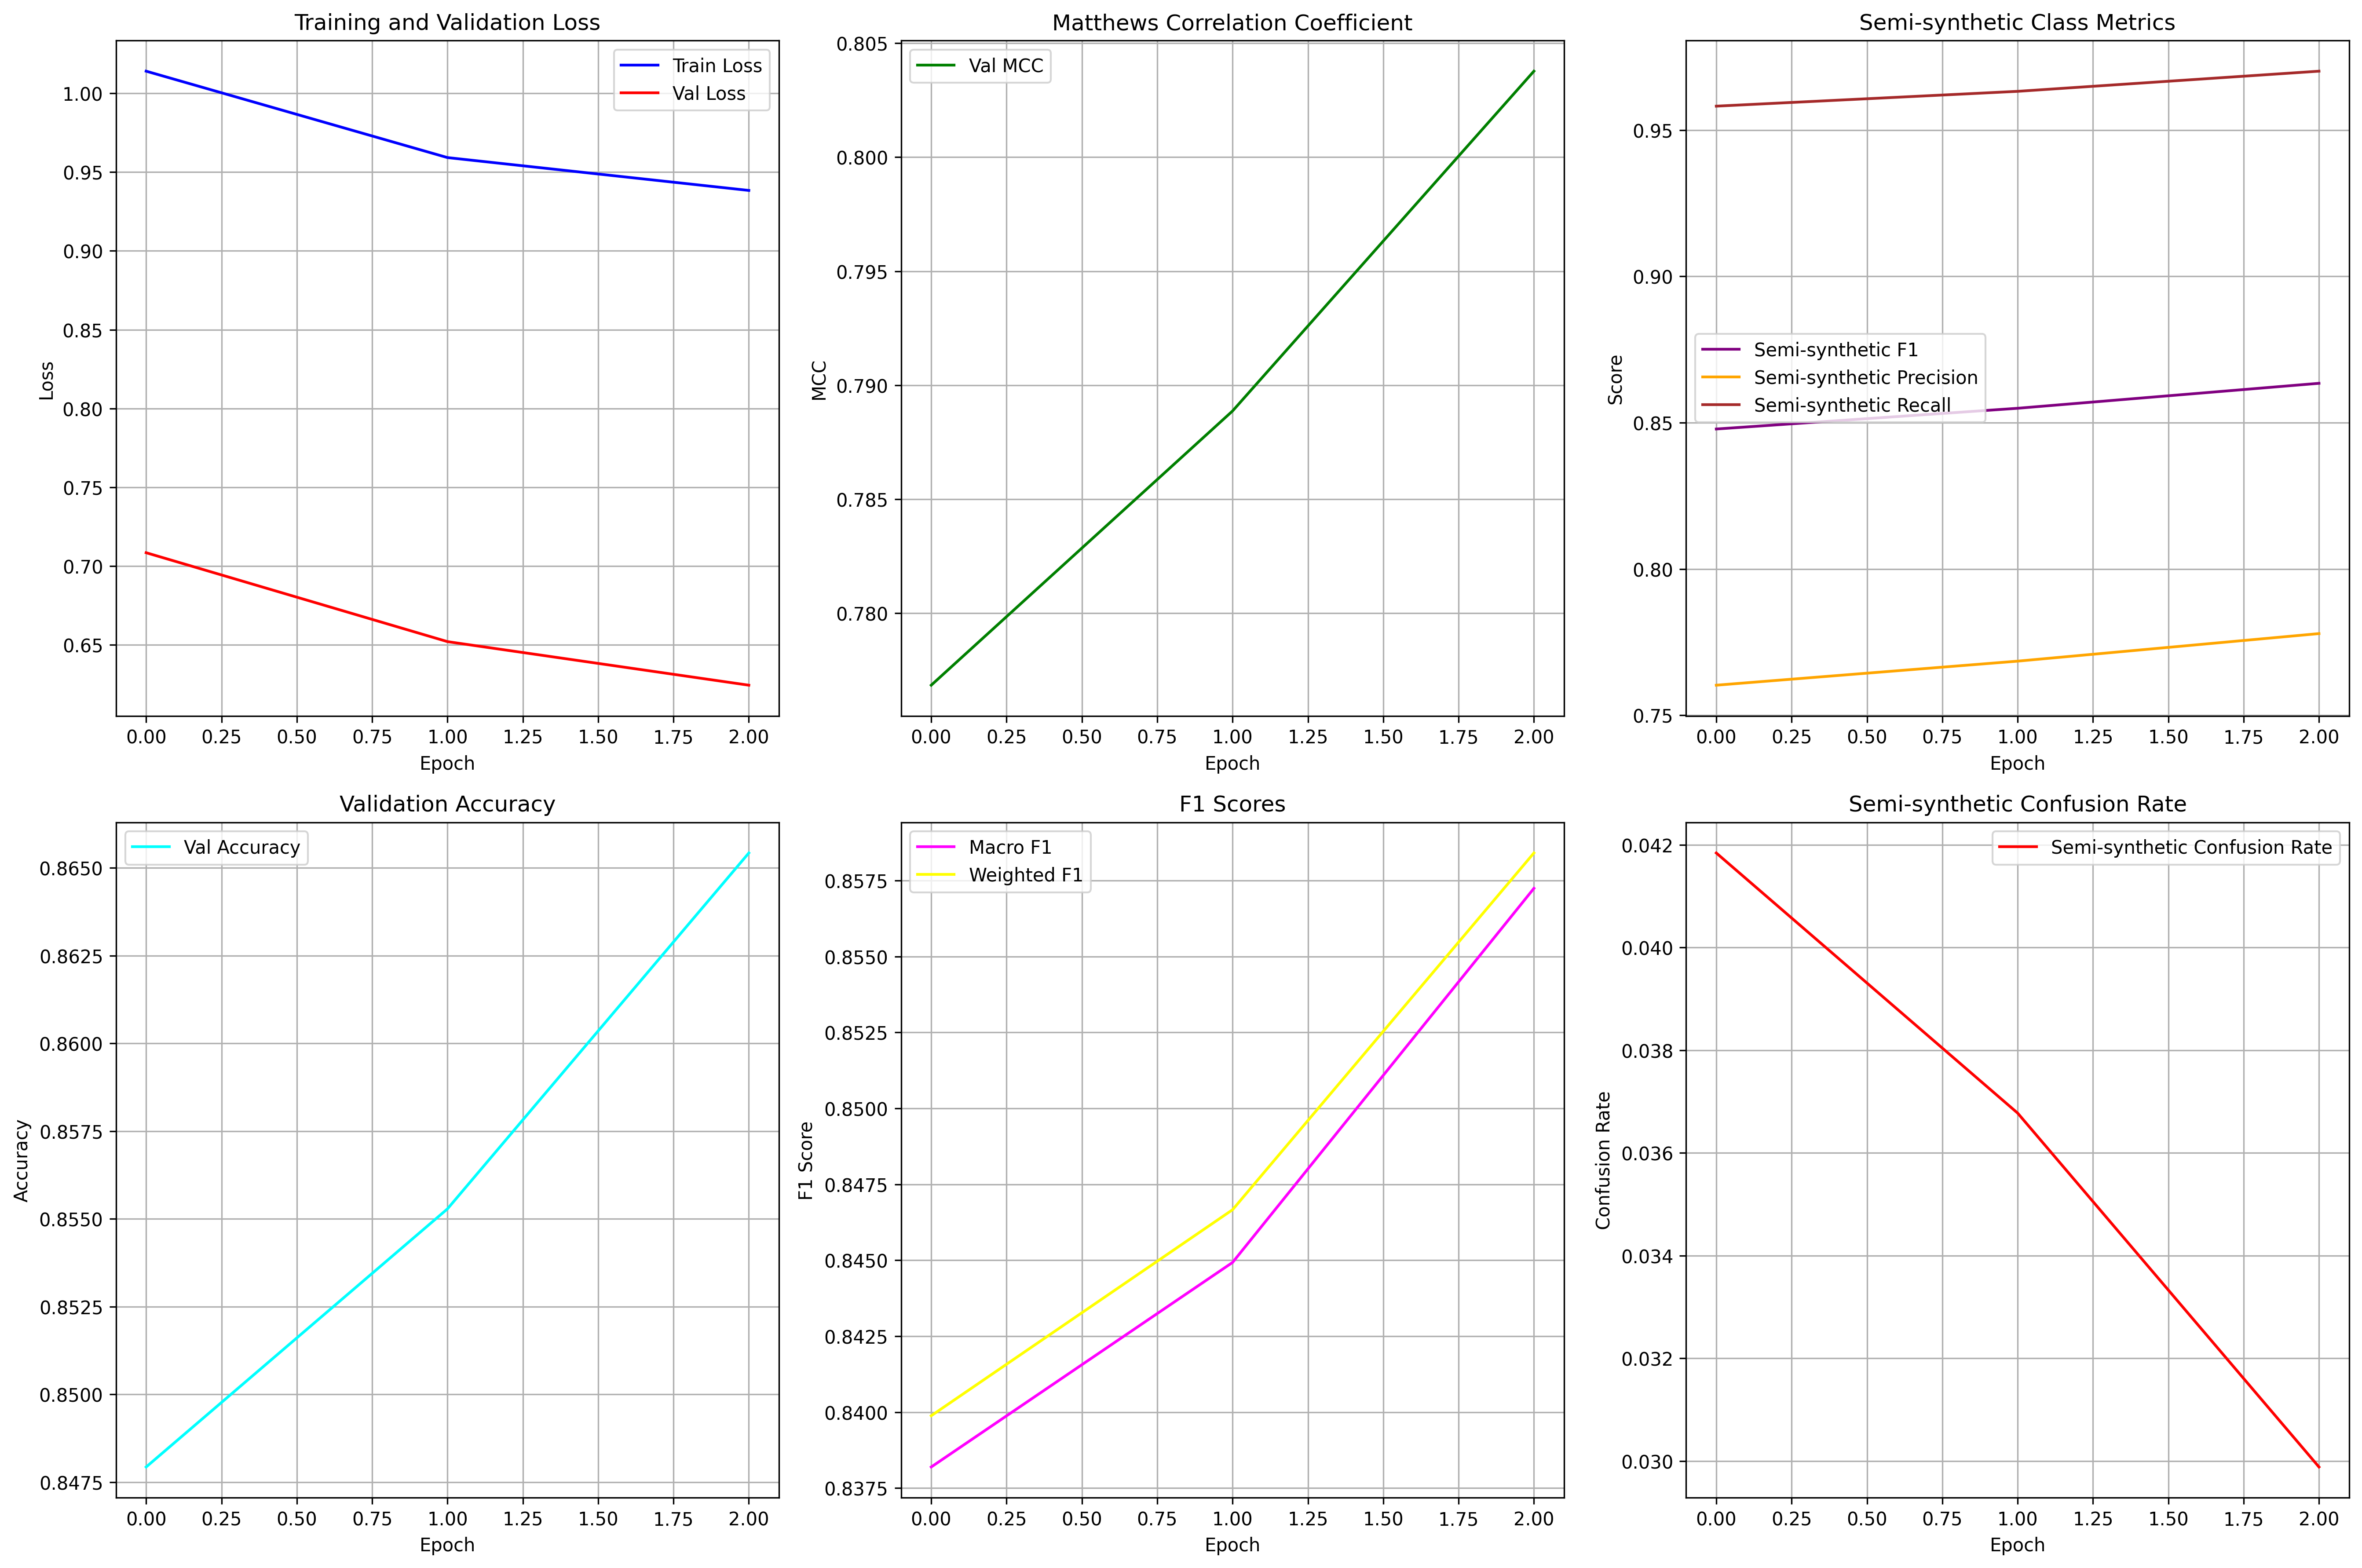 Training and Validation Loss
Train Loss
Val Loss
1.00
0.95
0.90
0.85
0.80
0.75
0.70
0.65
Loss
0.00 0.25 0.50 0.75 1.00 1.25 1.50 1.75 2.00
Epoch
Matthews Correlation Coefficient
Val MCC
0.805
0.800
0.795
0.790
0.785
0.780
MCC
0.00 0.25 0.50 0.75 1.00 1.25 1.50 1.75 2.00
Epoch
Semi-synthetic Class Metrics
0.95
0.90
0.85
0.80
0.75
Score
Semi-synthetic F1
Semi-synthetic Precision
Semi-synthetic Recall
0.00 0.25 0.50 0.75 1.00 1.25 1.50 1.75 2.00
Epoch
Validation Accuracy
Val Accuracy
0.8650
0.8625
0.8600
0.8575
0.8550
0.8525
0.8500
0.8475
Accuracy
0.00 0.25 0.50 0.75 1.00 1.25 1.50 1.75 2.00
Epoch
F1 Scores
Macro F1
Weighted F1
0.8575
0.8550
0.8525
0.8500
0.8475
0.8450
0.8425
0.8400
0.8375
F1 Score
0.00 0.25 0.50 0.75 1.00 1.25 1.50 1.75 2.00
Epoch
Semi-synthetic Confusion Rate
Semi-synthetic Confusion Rate
0.042
0.040
0.038
0.036
0.034
0.032
0.030
Confusion Rate
0.00 0.25 0.50 0.75 1.00 1.25 1.50 1.75 2.00
Epoch